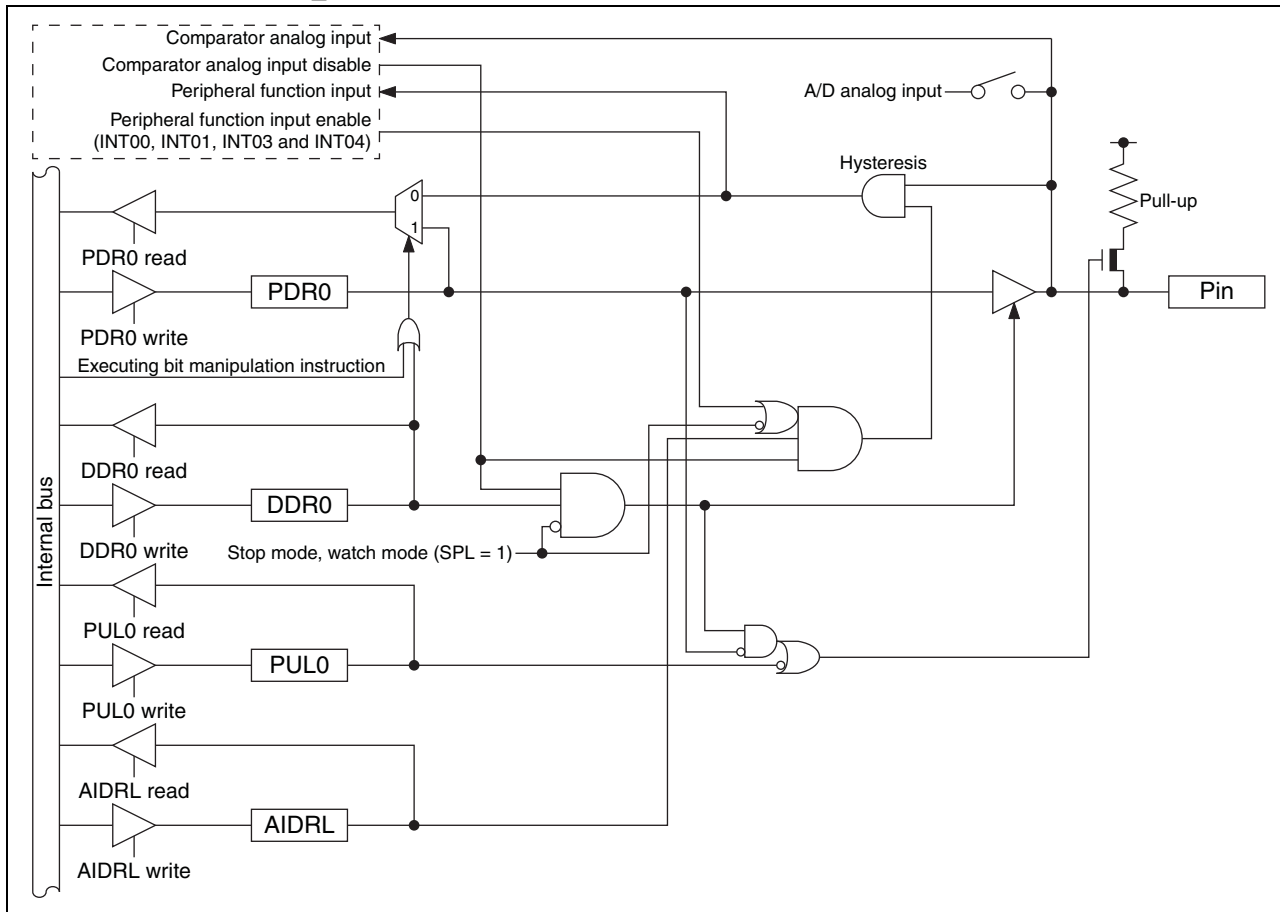 Comparator analog input
Comparator analog input disable
Peripheral function input
A/D analog input
Peripheral function input enable
(INT00, INT01, INT03 and INT04)
Hysteresis
0
Pull-up
1
PDR0 read
PDR0
Pin
PDR0 write
Executing bit manipulation instruction
DDR0 read
DDR0
DDR0 write
Stop mode, watch mode (SPL = 1)
Internal bus
PUL0 read
PUL0
PUL0 write
AIDRL read
AIDRL
AIDRL write